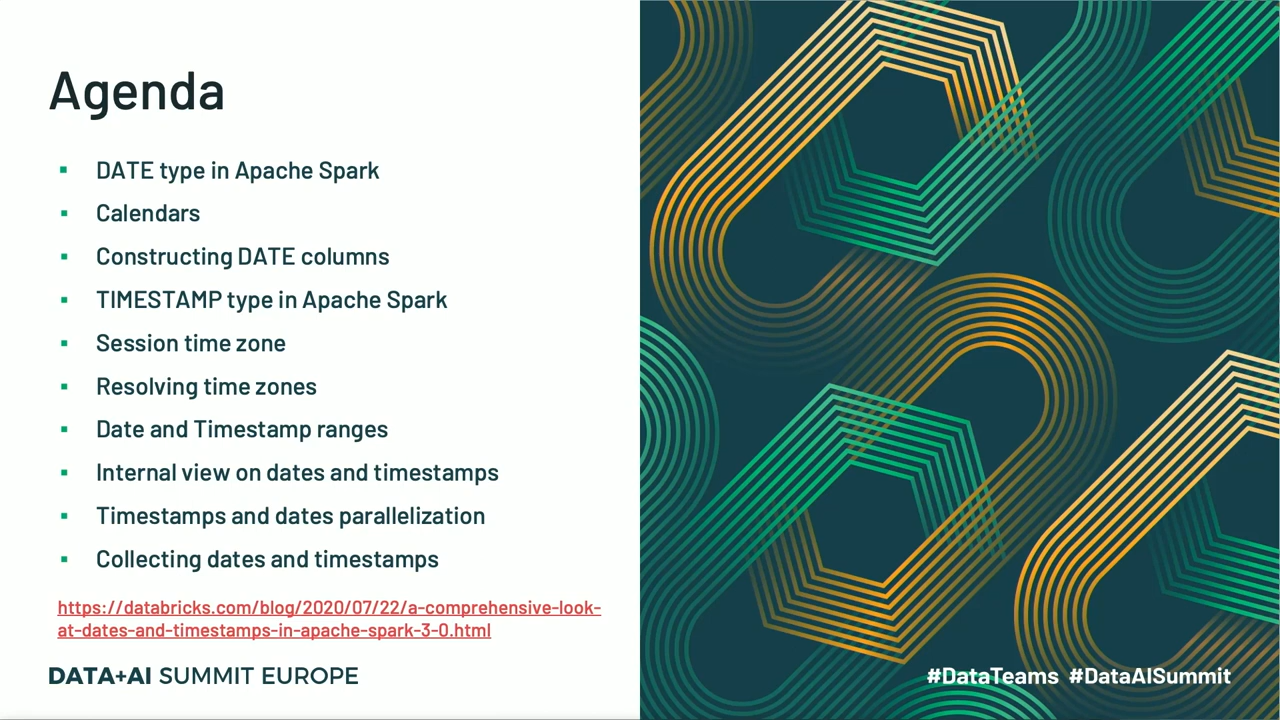 Agenda
DATE type in Apache Spark
Calendars
Constructing DATE columns
TIMESTAMP type in Apache Spark
Session time zone
Resolving time zones
Date and Timestamp ranges
Internal view on dates and timestamps
Timestamps and dates parallelization
Collecting dates and timestamps
https://databricks.com/blog/2020/07/22/a-comprehensive-look-
at-dates-and-timestamps-in-apache-spark-3-0.html
DATA+AI SUMMIT EUROPE
#DataTeams #DataAISummit